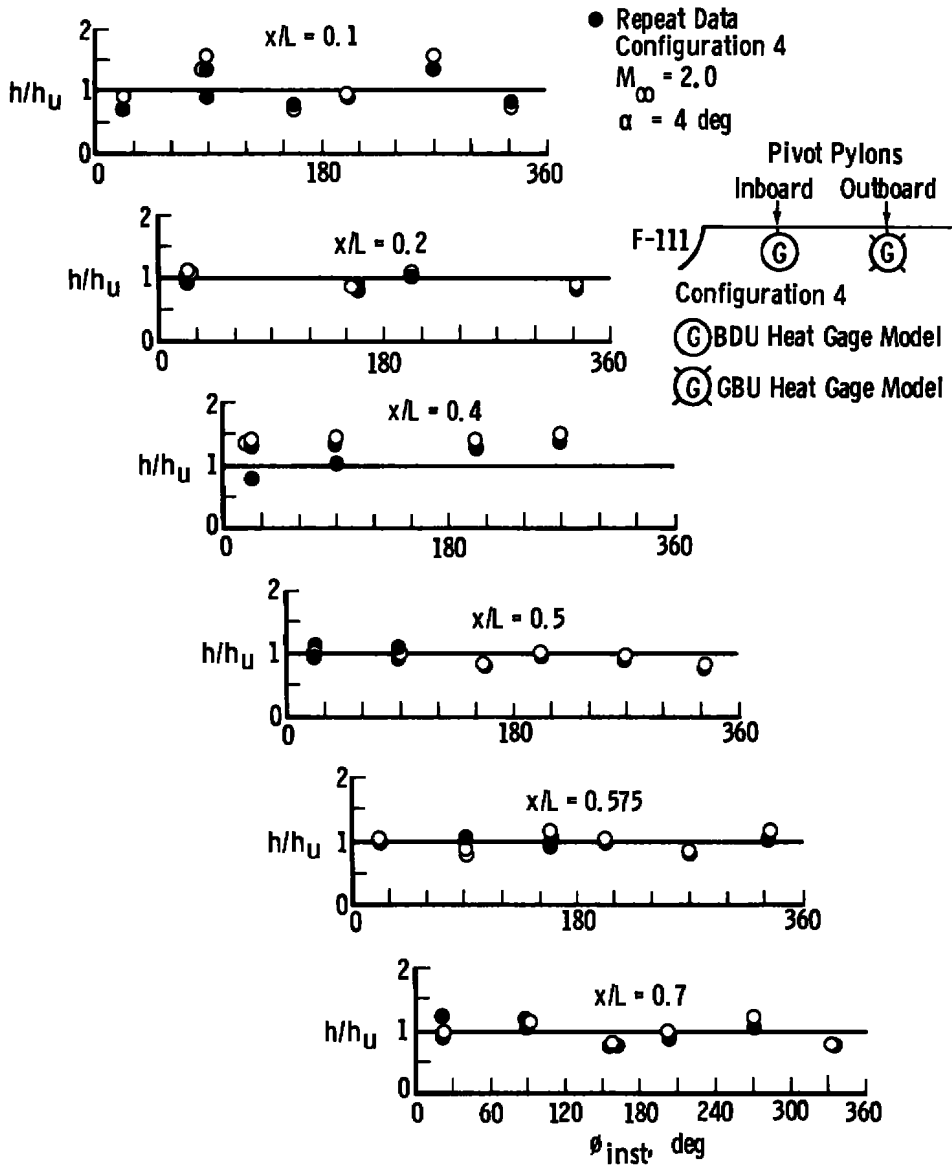 x/L = 0.1
2
1
0
h/hu
0 180 360
● Repeat Data
Configuration 4
M∞ = 2.0
α = 4 deg
Pivot Pylons
Inboard Outboard
F-111
G G
Configuration 4
G BDU Heat Gage Model
G GBU Heat Gage Model
x/L = 0.2
2
1
0
h/hu
0 180 360
x/L = 0.4
2
1
0
h/hu
0 180 360
x/L = 0.5
2
1
0
h/hu
0 180 360
x/L = 0.575
2
1
0
h/hu
0 180 360
x/L = 0.7
2
1
0
h/hu
0 60 120 180 240 300 360
øinst, deg